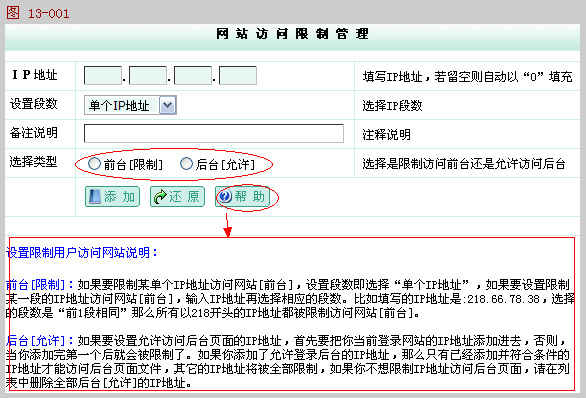 图 13-001
网 站 访 问 限 制 管 理
ＩＰ地址 . . . 填写IP地址，若留空则自动以“0”填充
设置段数 单个IP地址 选择IP段数
备注说明 注释说明
选择类型 前台[限制] 后台[允许] 选择是限制访问前台还是允许访问后台
添 加 还 原 帮 助
设置限制用户访问网站说明：
前台[限制]：如果要限制某单个IP地址访问网站[前台]，设置段数即选择“单个IP地址”，如果要设置限制
某一段的IP地址访问网站[前台]，输入IP地址再选择相应的段数。比如填写的IP地址是:218.66.78.38，选择
的段数是“前1段相同”那么所有以218开头的IP地址都被限制访问网站[前台]。
后台[允许]：如果要设置允许访问后台页面的IP地址，首先要把你当前登录网站的IP地址添加进去，否则，
当你添加完第一个后就会被限制了。如果你添加了允许登录后台的IP地址，那么只有已经添加并符合条件的
IP地址才能访问后台页面文件，其它的IP地址将被全部限制，如果你不想限制IP地址访问后台页面，请在列
表中删除全部后台[允许]的IP地址。